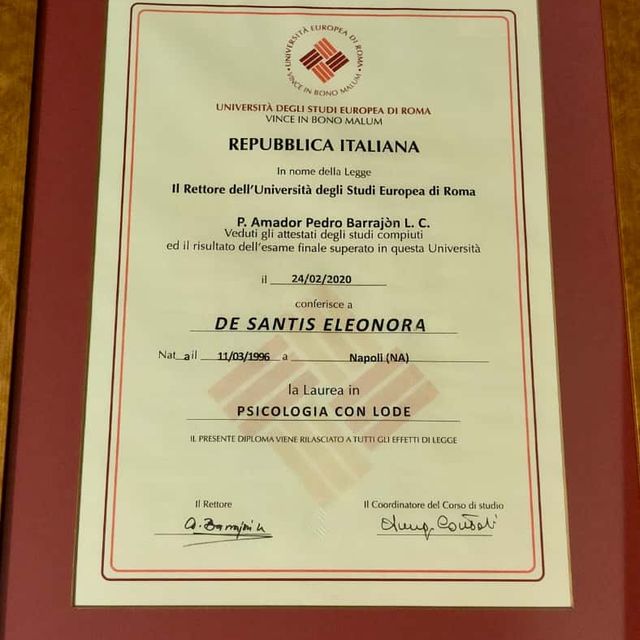 UNIVERSITÀ EUROPEA DI ROMA
VINCE IN BONO MALUM
UNIVERSITÀ DEGLI STUDI EUROPEA DI ROMA
VINCE IN BONO MALUM
REPUBBLICA ITALIANA
In nome della Legge
Il Rettore dell'Università degli Studi Europea di Roma
P. Amador Pedro Barrajòn L. C.
Veduti gli attestati degli studi compiuti
ed il risultato dell'esame finale superato in questa Università
il 24/02/2020
conferisce a
DE SANTIS ELEONORA
Nat a il 11/03/1996 a Napoli (NA)
la Laurea in
PSICOLOGIA CON LODE
IL PRESENTE DIPLOMA VIENE RILASCIATO A TUTTI GLI EFFETTI DI LEGGE
Il Rettore Il Coordinatore del Corso di studio